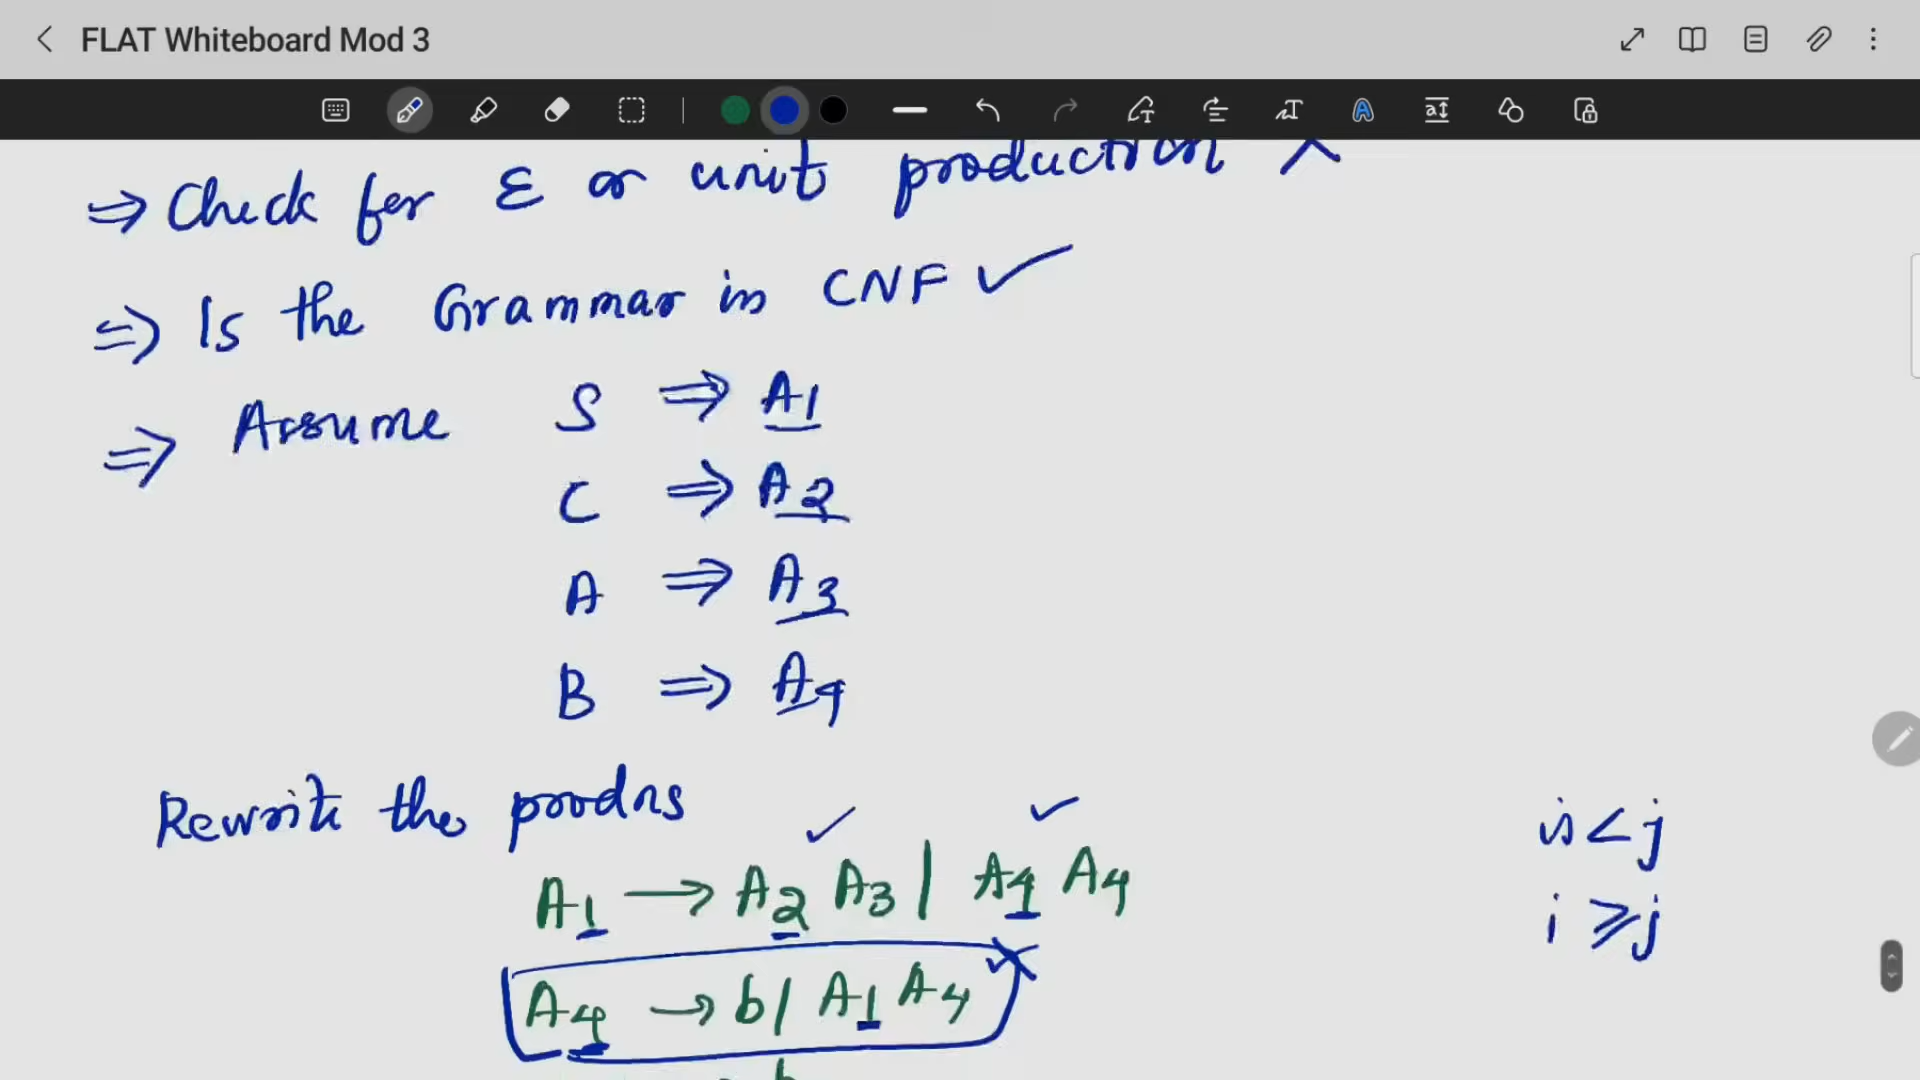 FLAT Whiteboard Mod 3
⇒ Check for ε or unit production ✗
⇒ Is the Grammar in CNF ✓
⇒ Assume S ⇒ A1
C ⇒ A2
A ⇒ A3
B ⇒ A4
Rewrite the prodns
i<j
A1 → A2 A3 | A4 A4
i ≥ j
A4 → b | A1 A4
b